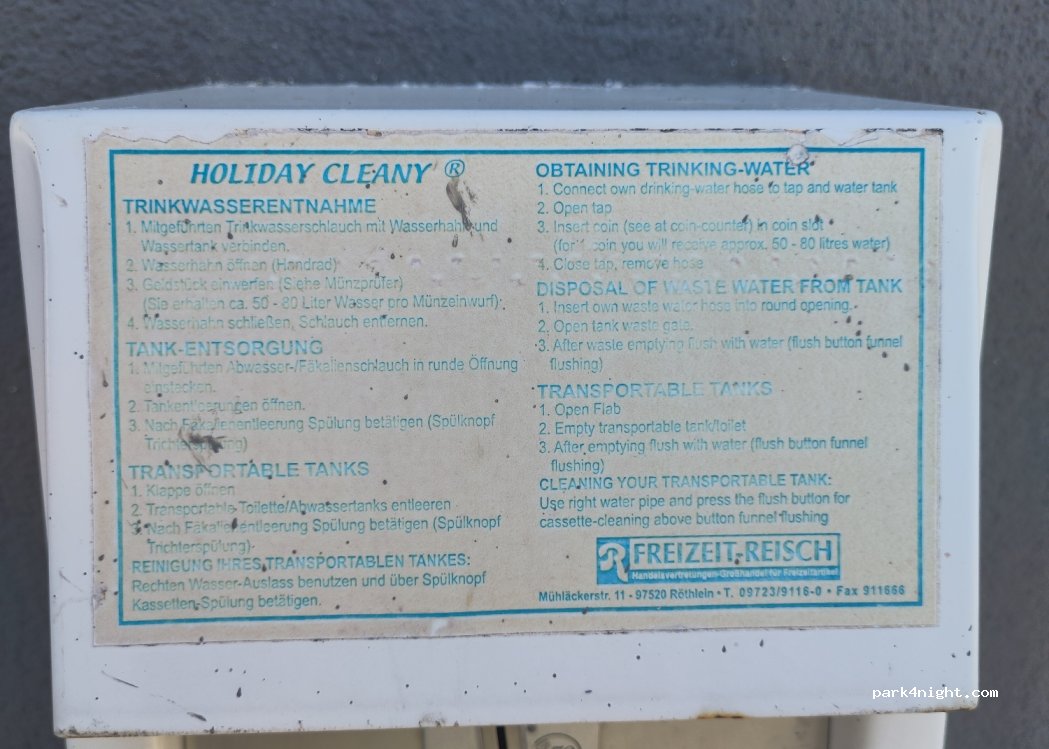 HOLIDAY CLEANY ®
TRINKWASSERENTNAHME
1. Mitgeführten Trinkwasserschlauch mit Wasserhahn und
Wassertank verbinden.
2. Wasserhahn öffnen (Handrad)
3. Geldstück einwerfen (Siehe Münzprüfer)
(Sie erhalten ca. 50 - 80 Liter Wasser pro Münzeinwurf).
4. Wasserhahn schließen, Schlauch entfernen.
TANK-ENTSORGUNG
1. Mitgeführten Abwasser-/Fäkalienschlauch in runde Öffnung
einstecken.
2. Tankentleerungen öffnen.
3. Nach Fäkalienentleerung Spülung betätigen (Spülknopf
Trichterspülung)
TRANSPORTABLE TANKS
1. Klappe öffnen
2. Transportable Toilette/Abwassertanks entleeren
3. Nach Fäkalienentleerung Spülung betätigen (Spülknopf
Trichterspülung)
REINIGUNG IHRES TRANSPORTABLEN TANKES:
Rechten Wasser-Auslass benutzen und über Spülknopf
Kassetten-Spülung betätigen.
OBTAINING TRINKING-WATER
1. Connect own drinking-water hose to tap and water tank
2. Open tap
3. Insert coin (see at coin-counter) in coin slot
(for 1 coin you will receive approx. 50 - 80 litres water)
4. Close tap, remove hose
DISPOSAL OF WASTE WATER FROM TANK
1. Insert own waste water hose into round opening.
2. Open tank waste gate.
3. After waste emptying flush with water (flush button funnel
flushing)
TRANSPORTABLE TANKS
1. Open Flab
2. Empty transportable tank/toilet
3. After emptying flush with water (flush button funnel
flushing)
CLEANING YOUR TRANSPORTABLE TANK:
Use right water pipe and press the flush button for
cassette-cleaning above button funnel flushing
R FREIZEIT-REISCH
Handelsvertretungen-Großhandel für Freizeitartikel
Mühläckerstr. 11 - 97520 Röthlein • T. 09723/9116-0 • Fax 911666
park4night.com